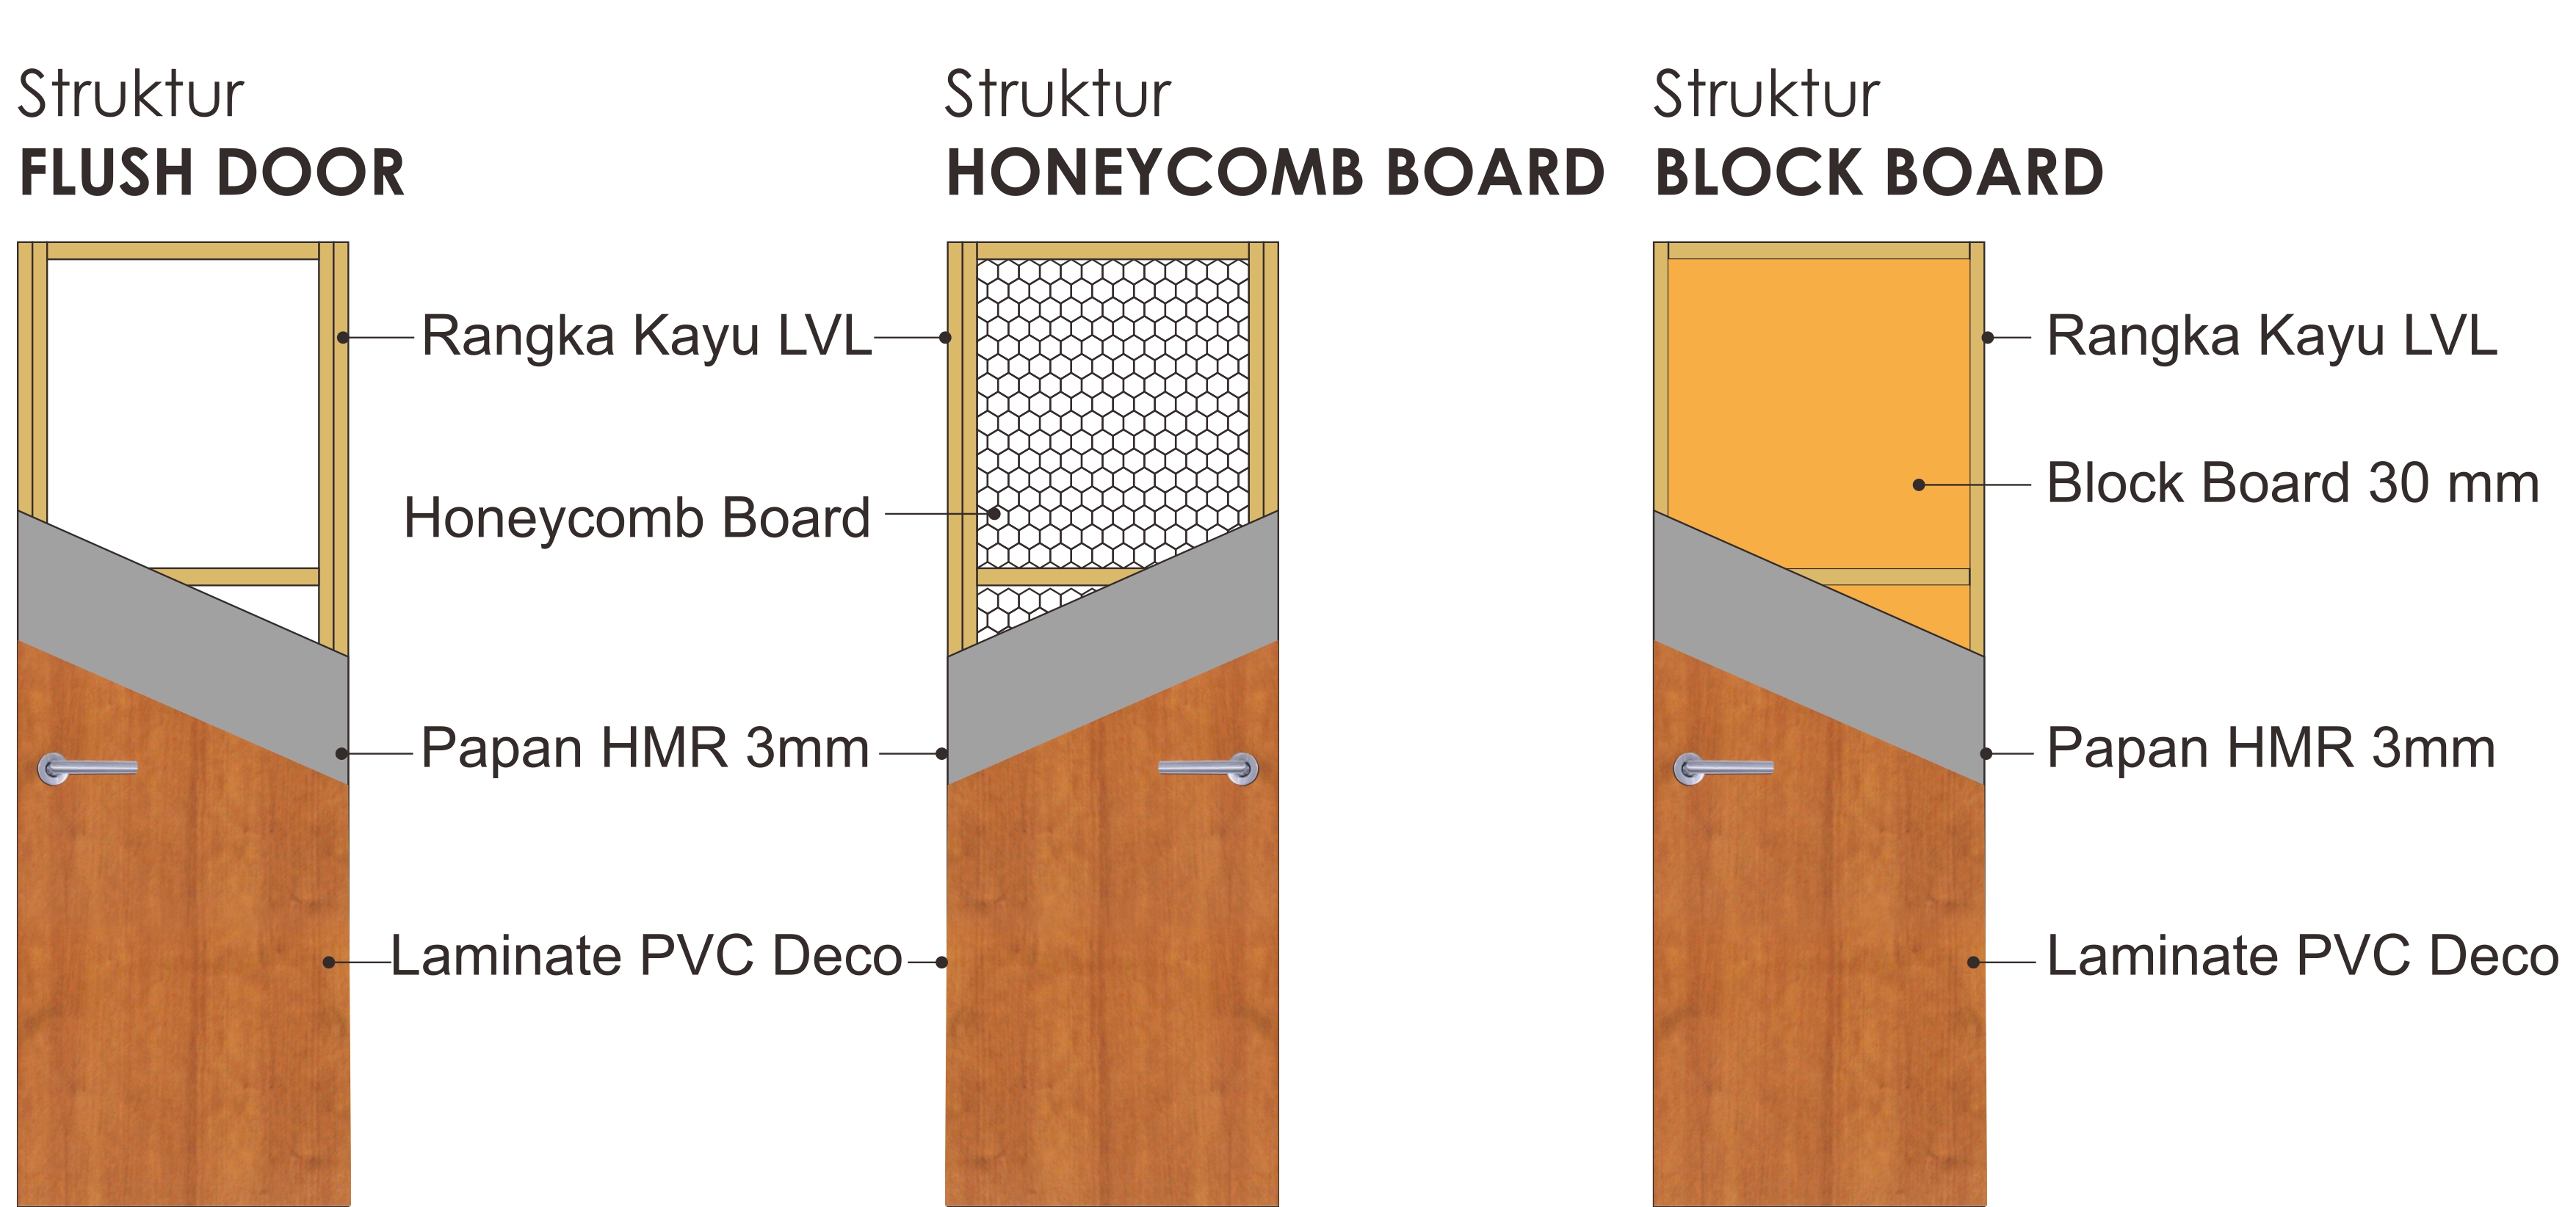 Struktur
FLUSH DOOR
Struktur
HONEYCOMB BOARD
Struktur
BLOCK BOARD
Rangka Kayu LVL
Honeycomb Board
Papan HMR 3mm
Laminate PVC Deco
Rangka Kayu LVL
Block Board 30 mm
Papan HMR 3mm
Laminate PVC Deco